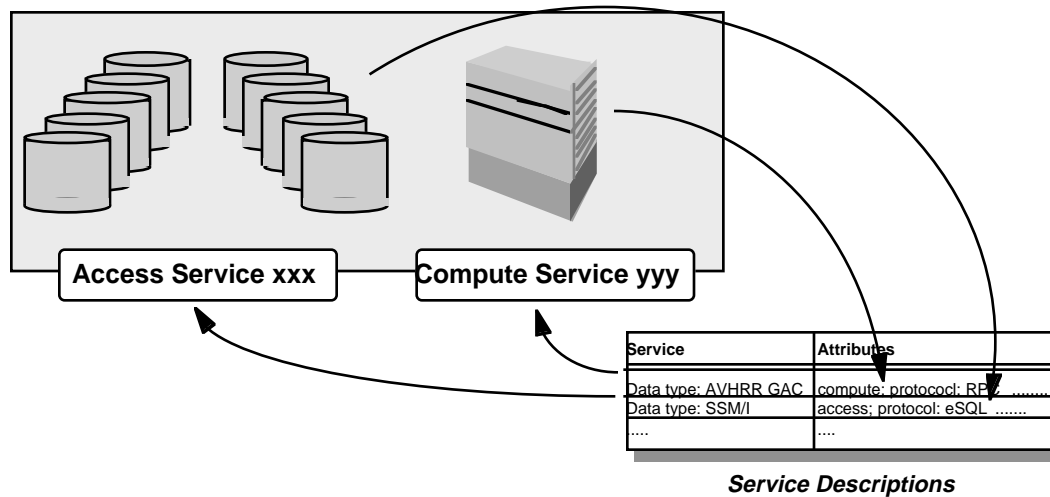 Access Service xxx
Compute Service yyy
Service Attributes
Data type: AVHRR GAC compute; protococl: RPC ........
Data type: SSM/I access; protocol: eSQL .......
..... ....
Service Descriptions